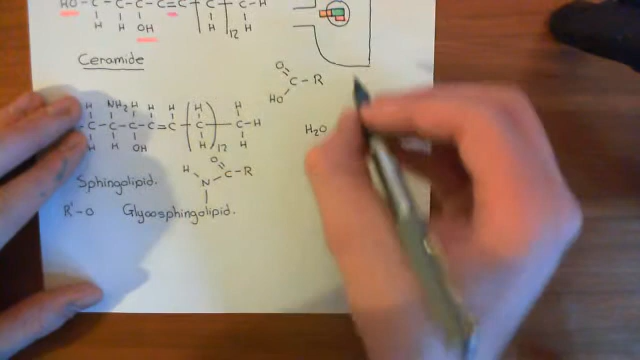 HO - C - C - C - C = C - C - C - H
H H OH H 12 H
Ceramide
O
C - R
HO
H NH₂ H H H H H
- C - C - C - C = C - C - C - H
H H OH H 12 H
H₂O
O
H - N - C - R
Sphingolipid.
R' - O Glycosphingolipid.